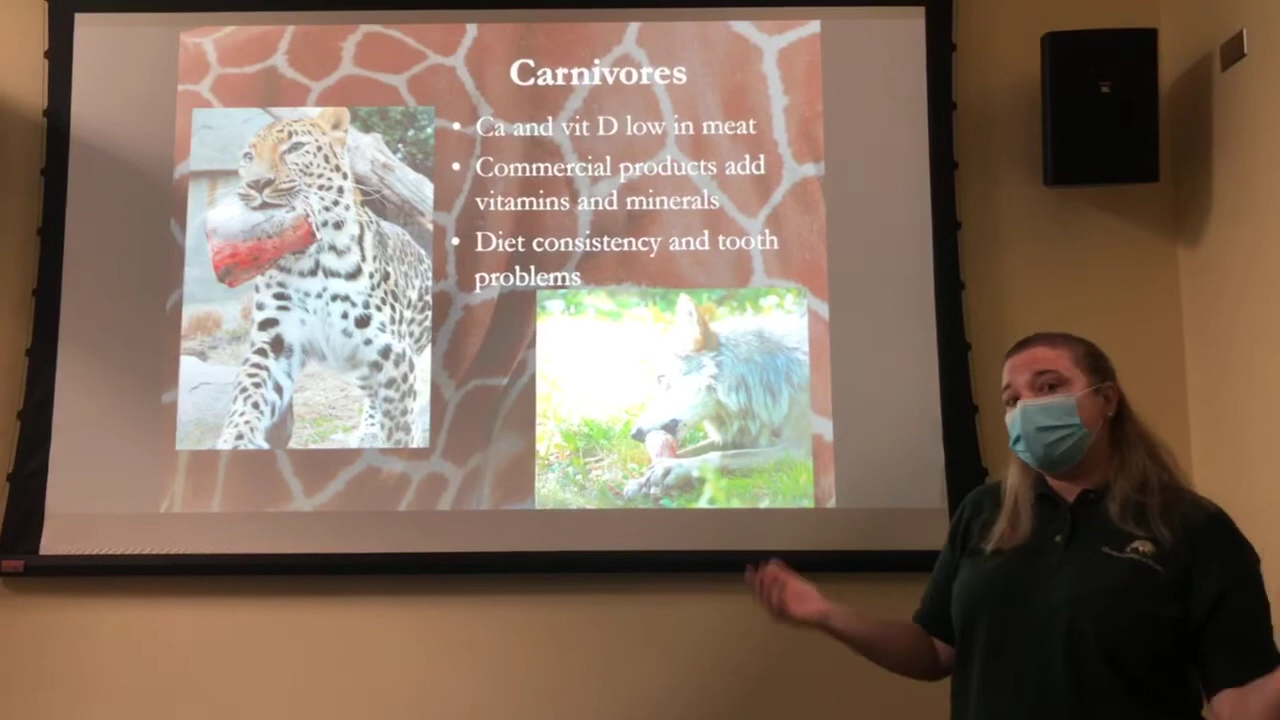 Carnivores
• Ca and vit D low in meat
• Commercial products add
vitamins and minerals
• Diet consistency and tooth
problems